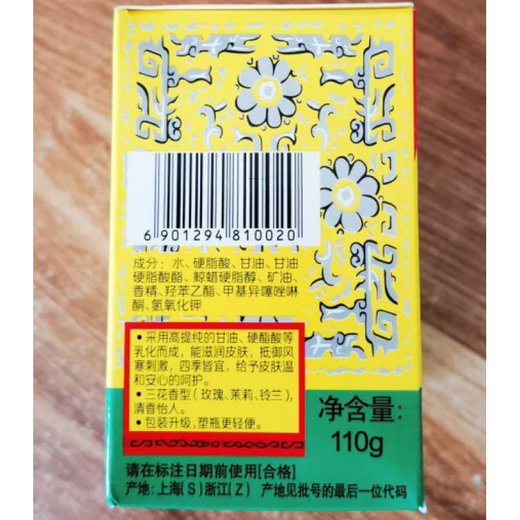 6 901294 810020
成分：水、硬脂酸、甘油、甘油
硬脂酸酯、鲸蜡硬脂醇、矿油、
香精、羟苯乙酯、甲基异噻唑啉
酮、氢氧化钾
•采用高提纯的甘油、硬酯酸等
乳化而成，能滋润皮肤，抵御风
寒刺激，四季皆宜，给予皮肤温
和安心的呵护。
•三花香型（玫瑰、茉莉、铃兰），
清香怡人。
•包装升级，塑瓶更轻便。
净含量：
110g
请在标注日期前使用[合格]
产地：上海(S)浙江(Z) 产地见批号的最后一位代码